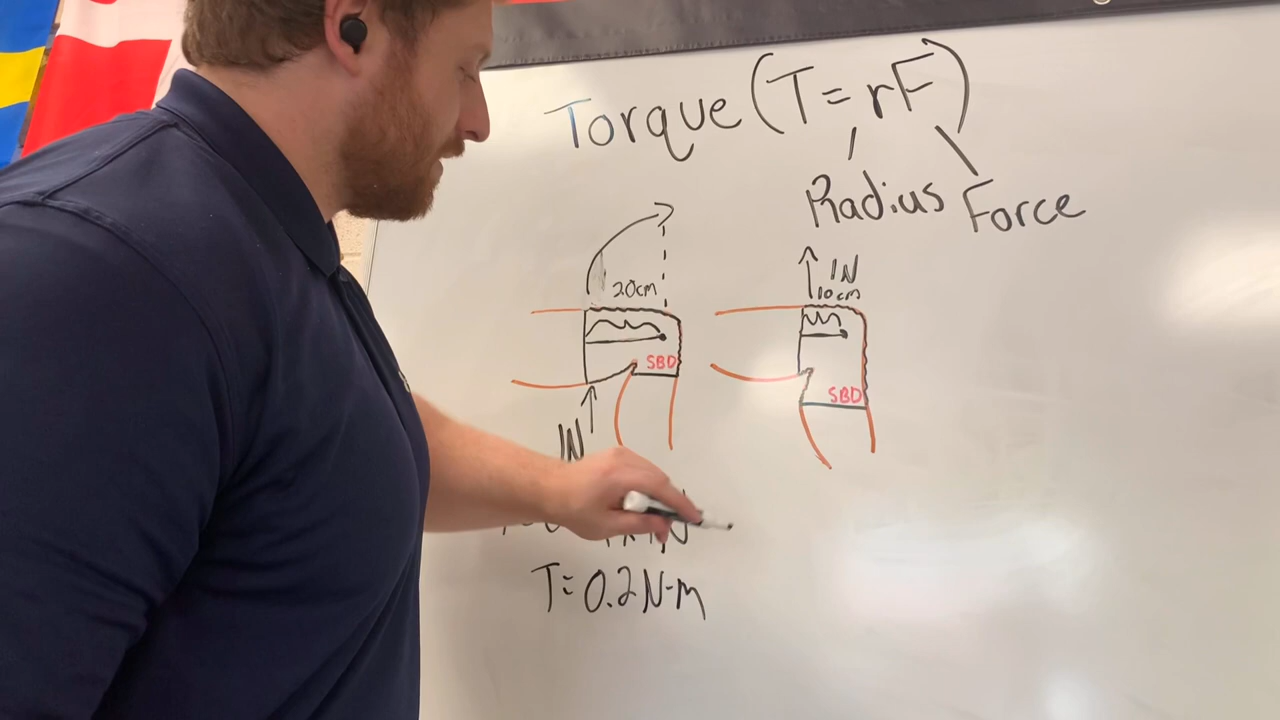 Torque (T = rF)
Radius Force
20cm
1N
10cm
SBD
SBD
1N
T = 0.2N·m